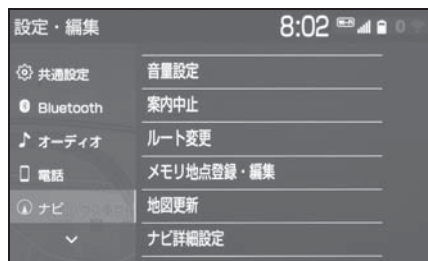 設定・編集
8:02
共通設定
Bluetooth
オーディオ
電話
ナビ
音量設定
案内中止
ルート変更
メモリ地点登録・編集
地図更新
ナビ詳細設定